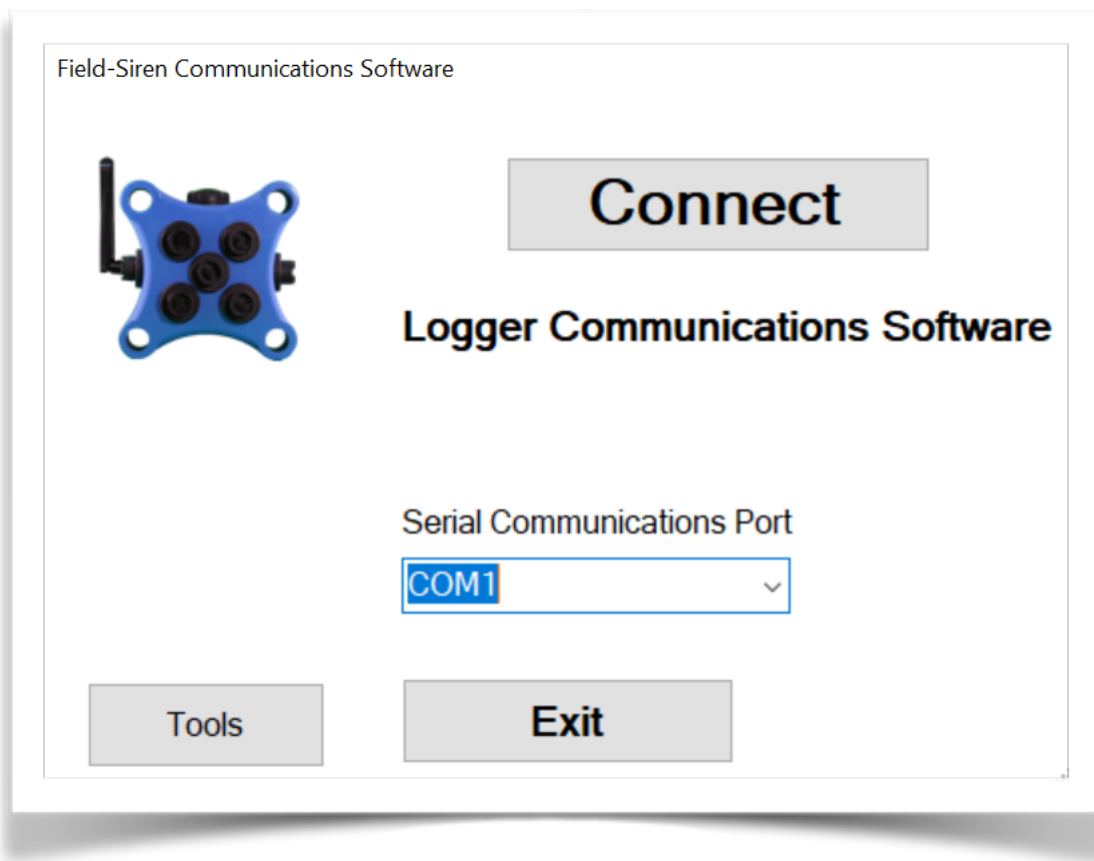 Field-Siren Communications Software
Connect
Logger Communications Software
Serial Communications Port
COM1
Tools
Exit